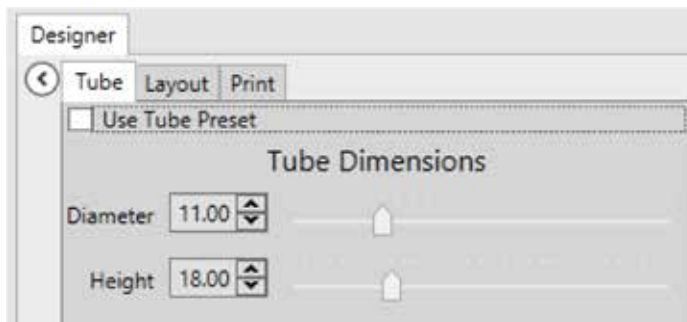 Designer
Tube Layout Print
Use Tube Preset
Tube Dimensions
Diameter 11.00
Height 18.00